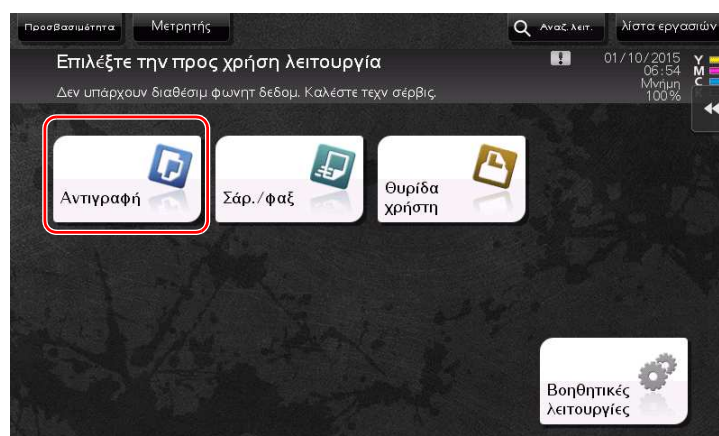 Προσβασιμότητα
Μετρητής
Αναζ.λειτ.
λίστα εργασιών
Επιλέξτε την προς χρήση λειτουργία
Δεν υπάρχουν διαθέσιμ φωνητ δεδομ. Καλέστε τεχν σέρβις.
01/10/2015
06:54
Μνήμη
100%
Y
M
C
Αντιγραφή
Σάρ./φαξ
Θυρίδα
χρήστη
Βοηθητικές
λειτουργίες